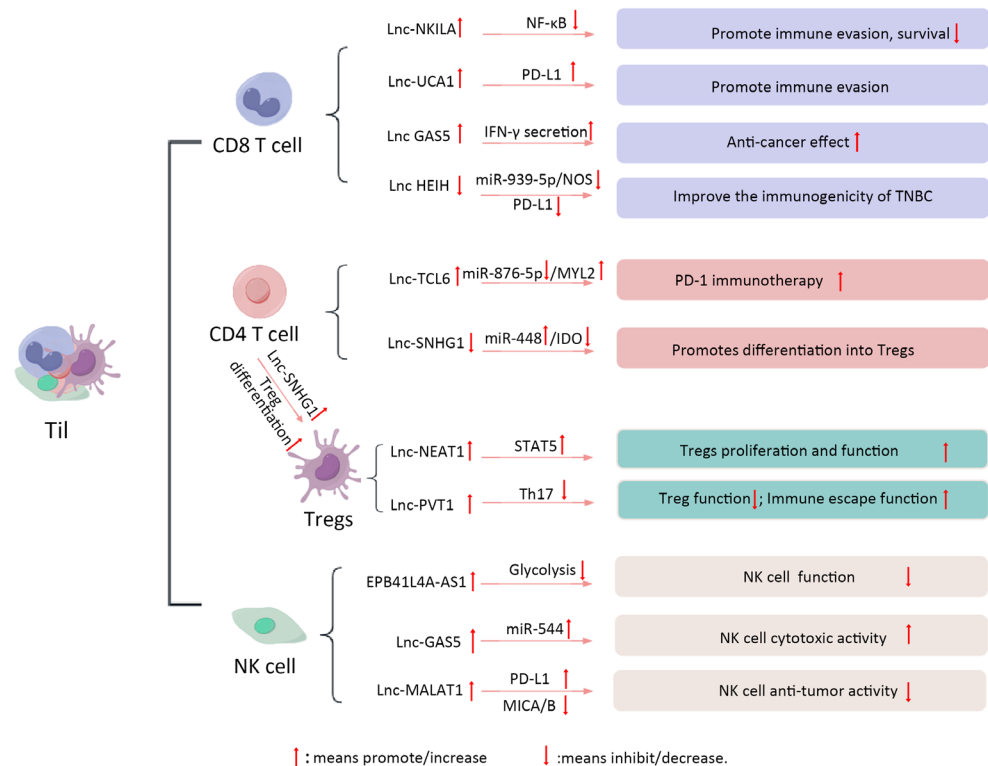 Lnc-NKILA↑ NF-κB↓ Promote immune evasion, survival↓
Lnc-UCA1↑ PD-L1↑ Promote immune evasion
CD8 T cell
Lnc GAS5↑ IFN-γ secretion↑ Anti-cancer effect↑
Lnc HEIH↓ miR-939-5p/NOS↓ Improve the immunogenicity of TNBC
PD-L1↓
Lnc-TCL6↑ miR-876-5p↓/MYL2↑ PD-1 immunotherapy ↑
CD4 T cell
Lnc-SNHG1↓ miR-448↑/IDO↓ Promotes differentiation into Tregs
Lnc-SNHG1↑
Treg
differentiation↑
Til
Lnc-NEAT1↑ STAT5↑ Tregs proliferation and function ↑
Lnc-PVT1↑ Th17↓ Treg function↓; Immune escape function↑
Tregs
EPB41L4A-AS1↑ Glycolysis↓ NK cell function ↓
Lnc-GAS5↑ miR-544↑ NK cell cytotoxic activity ↑
NK cell
Lnc-MALAT1↑ PD-L1↑ NK cell anti-tumor activity↓
MICA/B↓
↑ : means promote/increase ↓ :means inhibit/decrease.